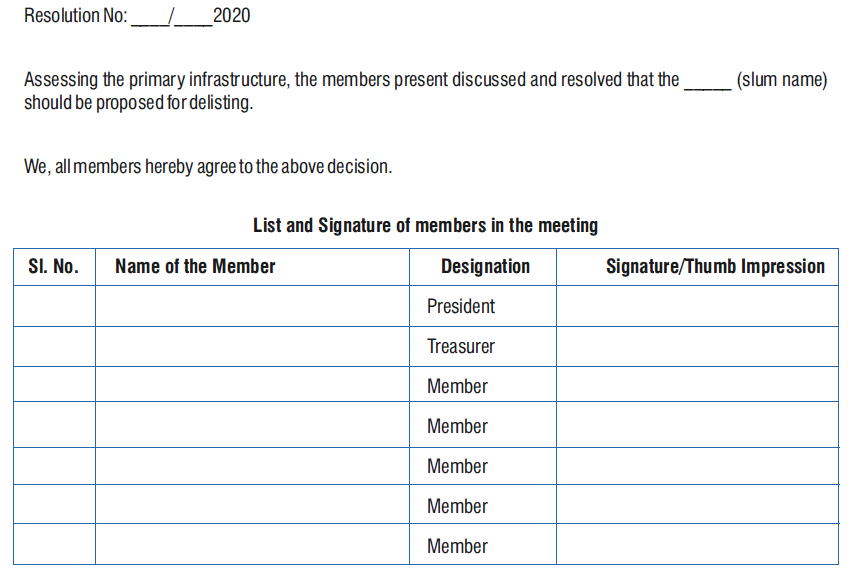 Resolution No: ____/____2020
Assessing the primary infrastructure, the members present discussed and resolved that the _____ (slum name)
should be proposed for delisting.
We, all members hereby agree to the above decision.
List and Signature of members in the meeting
Sl. No. Name of the Member Designation Signature/Thumb Impression
President
Treasurer
Member
Member
Member
Member
Member